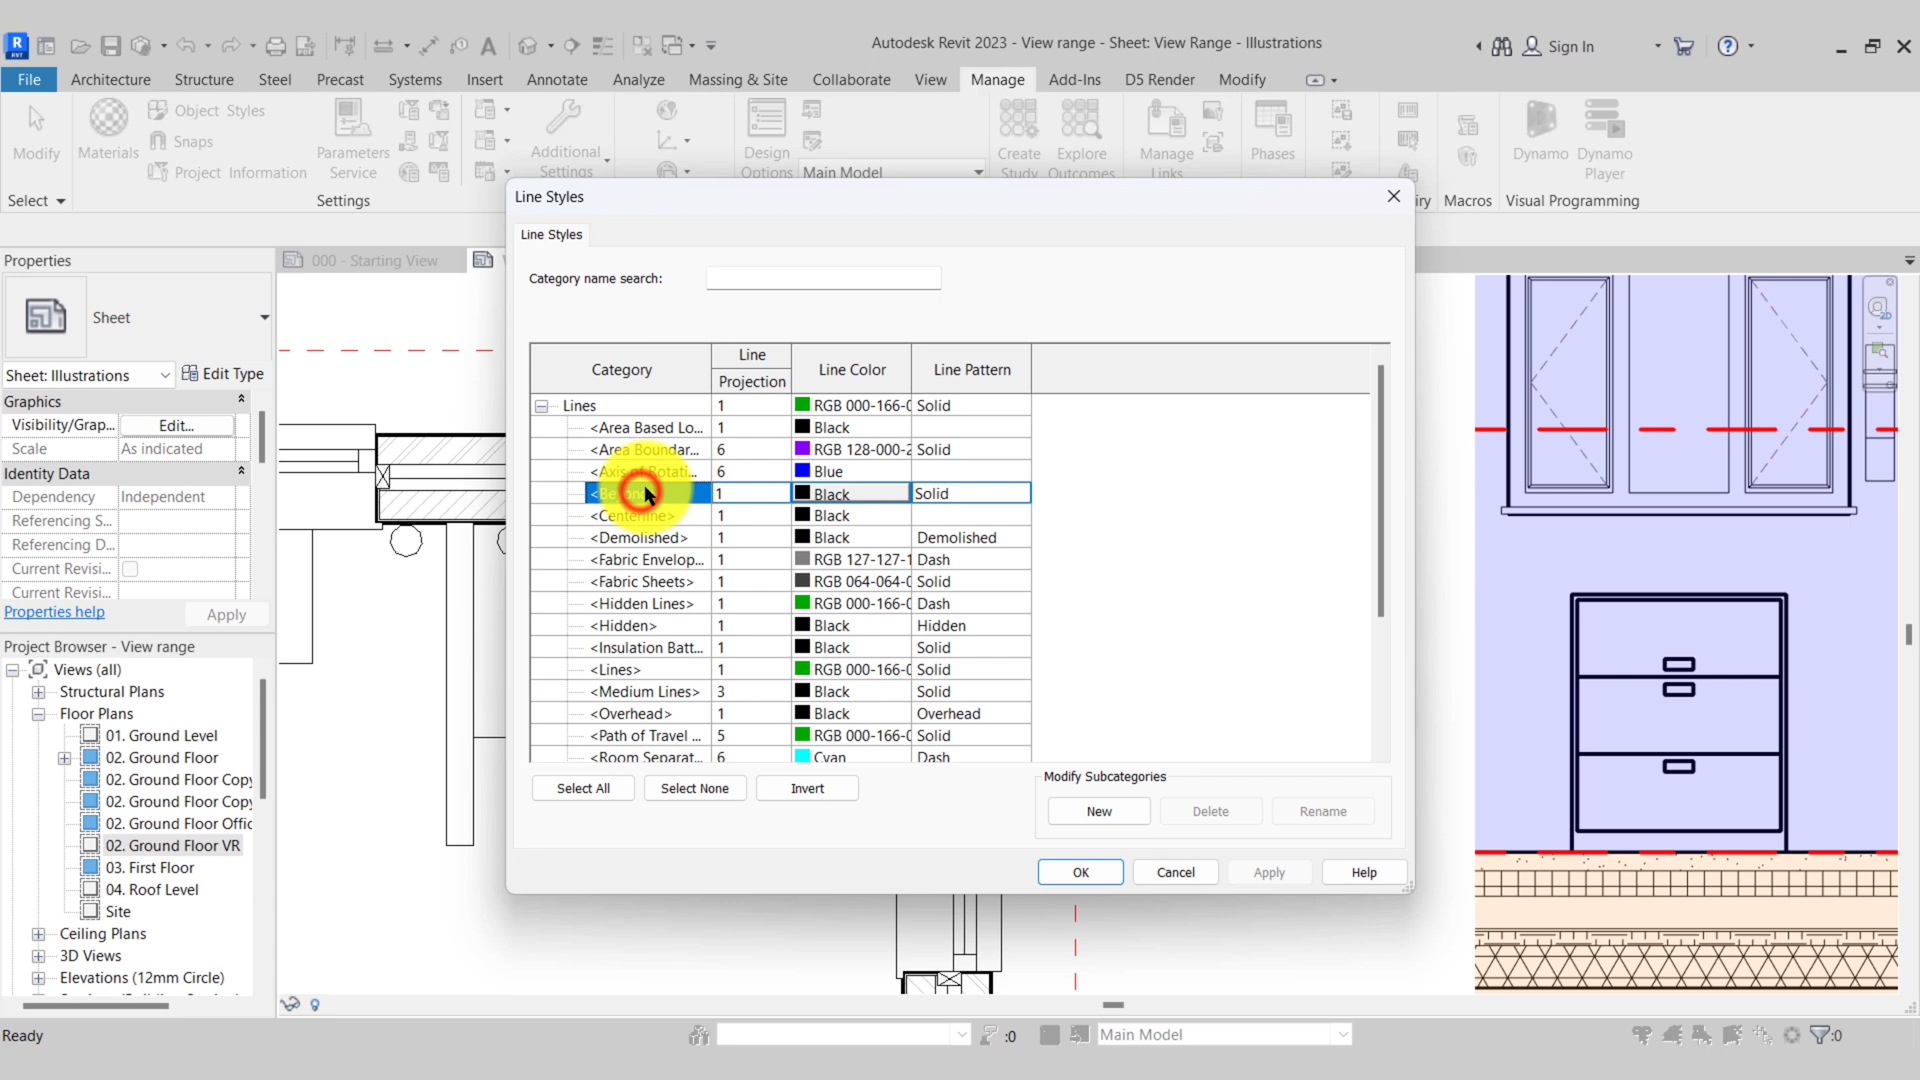 Autodesk Revit 2023 - View range - Sheet: View Range - Illustrations
Sign In
File Architecture Structure Steel Precast Systems Insert Annotate Analyze Massing & Site Collaborate View Manage Add-Ins D5 Render Modify
Modify
Materials
Object Styles
Snaps
Project Information
Parameters
Service
Additional
Settings
Design
Options
Main Model
Create
Study
Explore
Outcomes
Manage
Links
Phases
Dynamo
Dynamo
Player
Select
Settings
iry
Macros
Visual Programming
Properties
000 - Starting View
Sheet
Sheet: Illustrations
Edit Type
Graphics
Visibility/Grap... Edit...
Scale As indicated
Identity Data
Dependency Independent
Referencing S...
Referencing D...
Current Revisi...
Current Revisi...
Properties help
Apply
Project Browser - View range
Views (all)
Structural Plans
Floor Plans
01. Ground Level
02. Ground Floor
02. Ground Floor Copy
02. Ground Floor Copy
02. Ground Floor Offic
02. Ground Floor VR
03. First Floor
04. Roof Level
Site
Ceiling Plans
3D Views
Elevations (12mm Circle)
Line Styles
Line Styles
Category name search:
Category
Line
Projection
Line Color
Line Pattern
Lines 1 RGB 000-166-0 Solid
<Area Based Lo... 1 Black
<Area Boundar... 6 RGB 128-000-2 Solid
<Axis of Rotati... 6 Blue
1 Black Solid
<Centerline> 1 Black
<Demolished> 1 Black Demolished
<Fabric Envelop... 1 RGB 127-127-1 Dash
<Fabric Sheets> 1 RGB 064-064-0 Solid
<Hidden Lines> 1 RGB 000-166-0 Dash
<Hidden> 1 Black Hidden
<Insulation Batt... 1 Black Solid
<Lines> 1 RGB 000-166-0 Solid
<Medium Lines> 3 Black Solid
<Overhead> 1 Black Overhead
<Path of Travel ... 5 RGB 000-166-0 Solid
<Room Separat... 6 Cyan Dash
Select All
Select None
Invert
Modify Subcategories
New
Delete
Rename
OK
Cancel
Apply
Help
Ready
:0
Main Model
:0